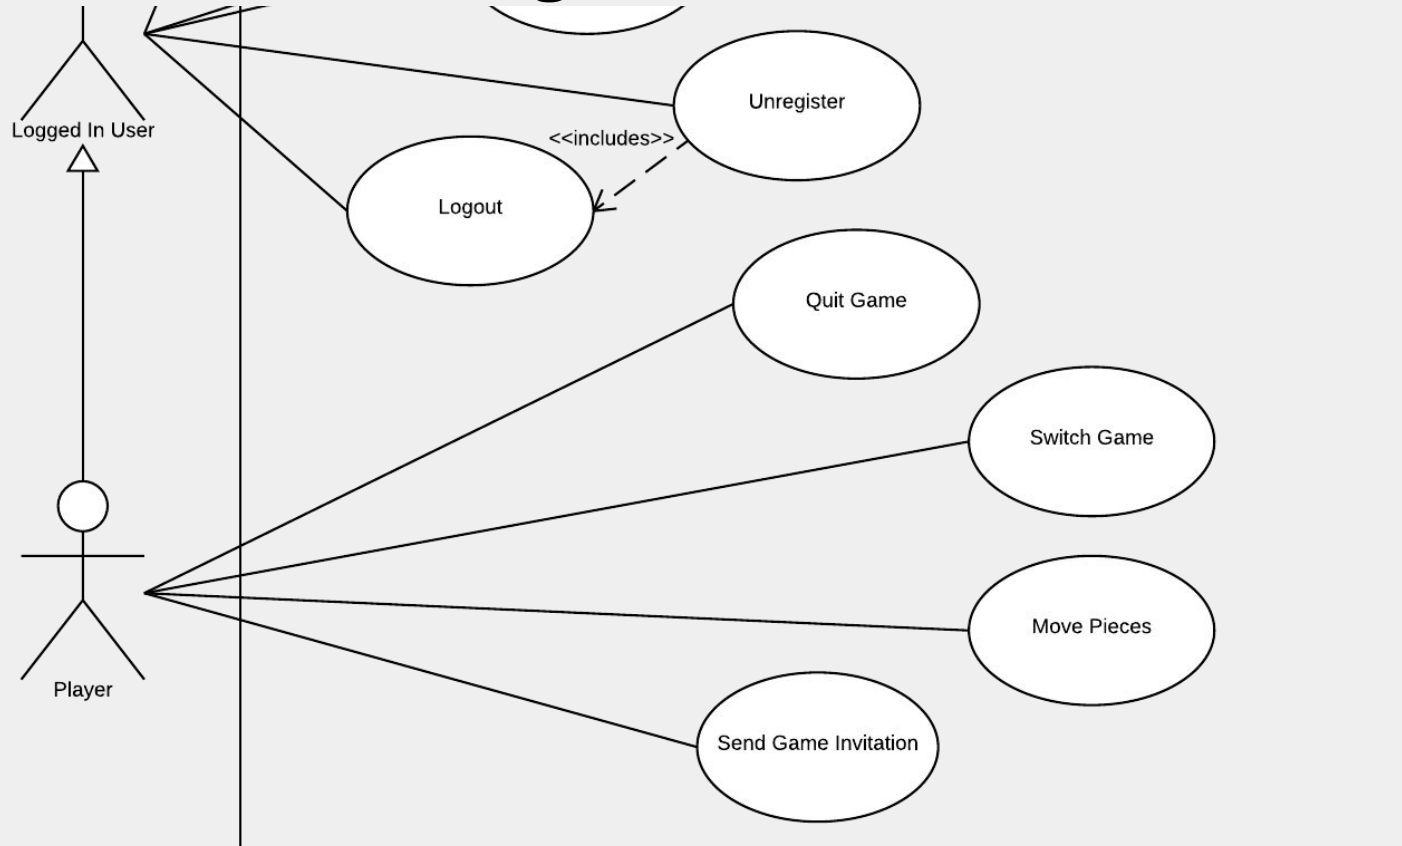 Unregister
Logged In User
<<includes>>
Logout
Quit Game
Switch Game
Move Pieces
Player
Send Game Invitation